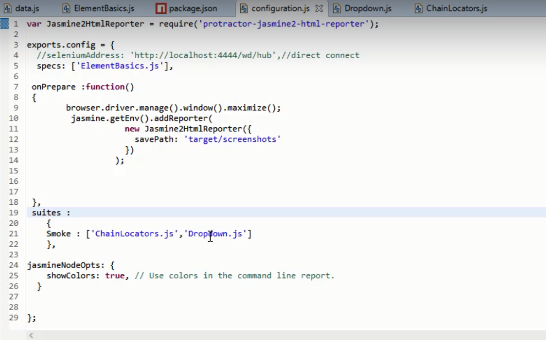 data.js ElementBasics.js package.json configuration.js Dropdown.js ChainLocators.js
1 var Jasmine2HtmlReporter = require('protractor-jasmine2-html-reporter');
2
3 exports.config = {
4 //seleniumAddress: 'http://localhost:4444/wd/hub',//direct connect
5 specs: ['ElementBasics.js'],
6
7 onPrepare :function()
8 {
9 browser.driver.manage().window().maximize();
10 jasmine.getEnv().addReporter(
11 new Jasmine2HtmlReporter({
12 savePath: 'target/screenshots'
13 })
14 );
15
16
17
18 },
19 suites :
20 {
21 Smoke : ['ChainLocators.js','Dropdown.js']
22 },
23
24 jasmineNodeOpts: {
25 showColors: true, // Use colors in the command line report.
26 }
27
28
29 };